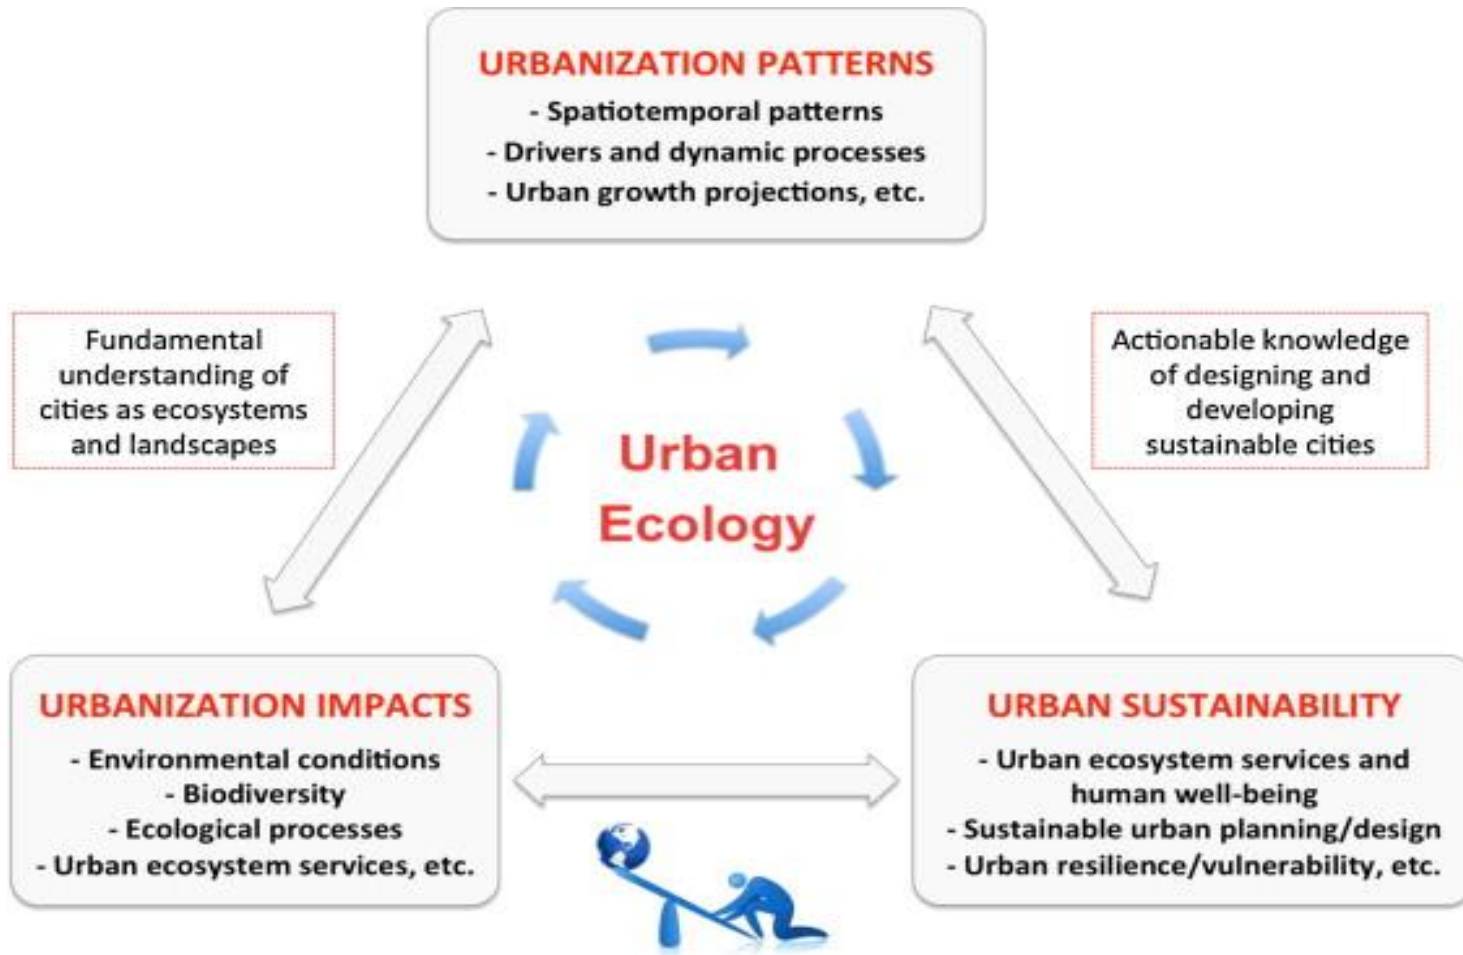 URBANIZATION PATTERNS
- Spatiotemporal patterns
- Drivers and dynamic processes
- Urban growth projections, etc.
Fundamental
understanding of
cities as ecosystems
and landscapes
Actionable knowledge
of designing and
developing
sustainable cities
Urban
Ecology
URBANIZATION IMPACTS
- Environmental conditions
- Biodiversity
- Ecological processes
- Urban ecosystem services, etc.
URBAN SUSTAINABILITY
- Urban ecosystem services and
human well-being
- Sustainable urban planning/design
- Urban resilience/vulnerability, etc.